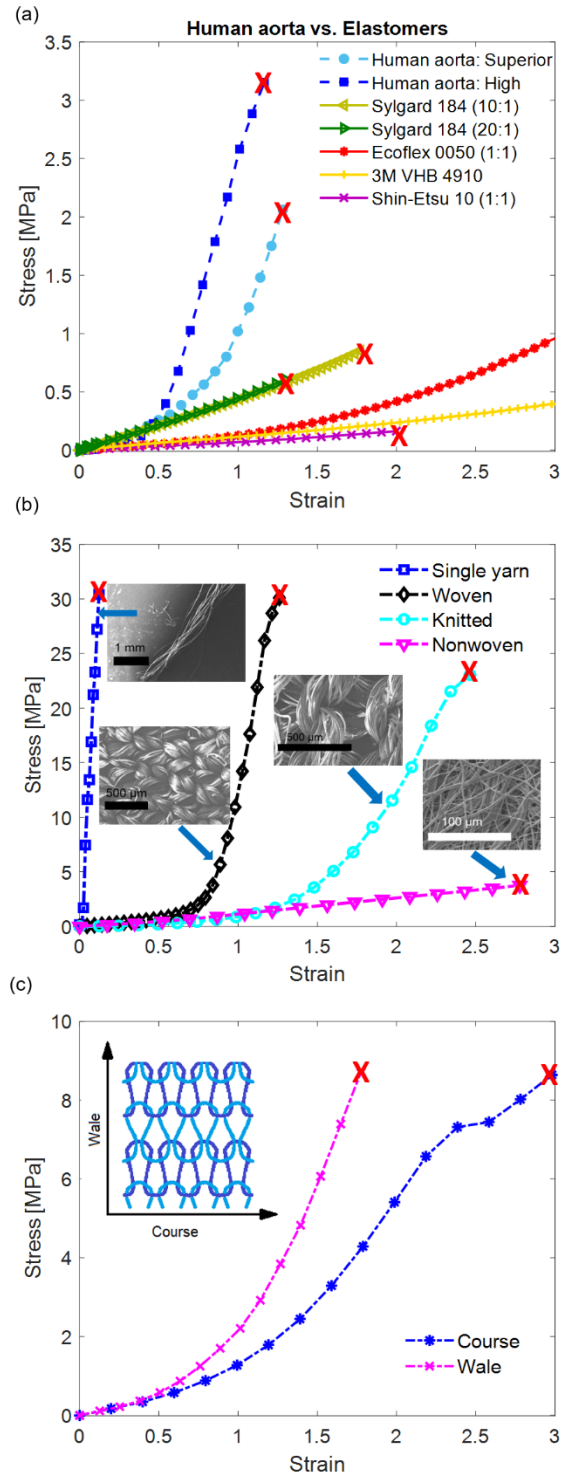 (a)
Human aorta vs. Elastomers
3.5
3
2.5
2
1.5
1
0.5
0
Stress [MPa]
Human aorta: Superior
Human aorta: High
Sylgard 184 (10:1)
Sylgard 184 (20:1)
Ecoflex 0050 (1:1)
3M VHB 4910
Shin-Etsu 10 (1:1)
0 0.5 1 1.5 2 2.5 3
Strain
(b)
35
30
25
20
15
10
5
0
Stress [MPa]
Single yarn
Woven
Knitted
Nonwoven
1 mm
500 µm
500 µm
100 µm
0 0.5 1 1.5 2 2.5 3
Strain
(c)
10
8
6
4
2
0
Stress [MPa]
Wale
Course
Course
Wale
0 0.5 1 1.5 2 2.5 3
Strain